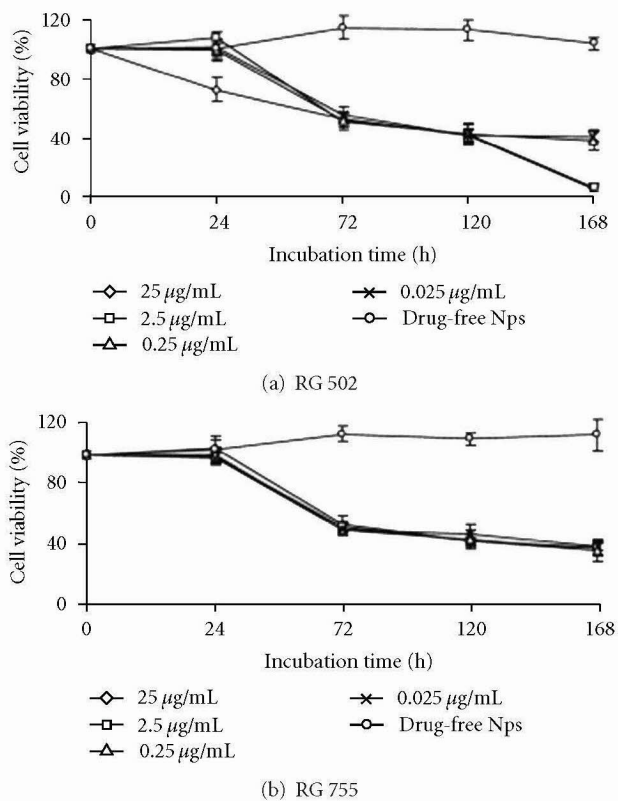 120
80
40
0
Cell viability (%)
0 24 72 120 168
Incubation time (h)
25 µg/mL
2.5 µg/mL
0.25 µg/mL
0.025 µg/mL
Drug-free Nps
(a) RG 502
120
80
40
0
Cell viability (%)
0 24 72 120 168
Incubation time (h)
25 µg/mL
2.5 µg/mL
0.25 µg/mL
0.025 µg/mL
Drug-free Nps
(b) RG 755